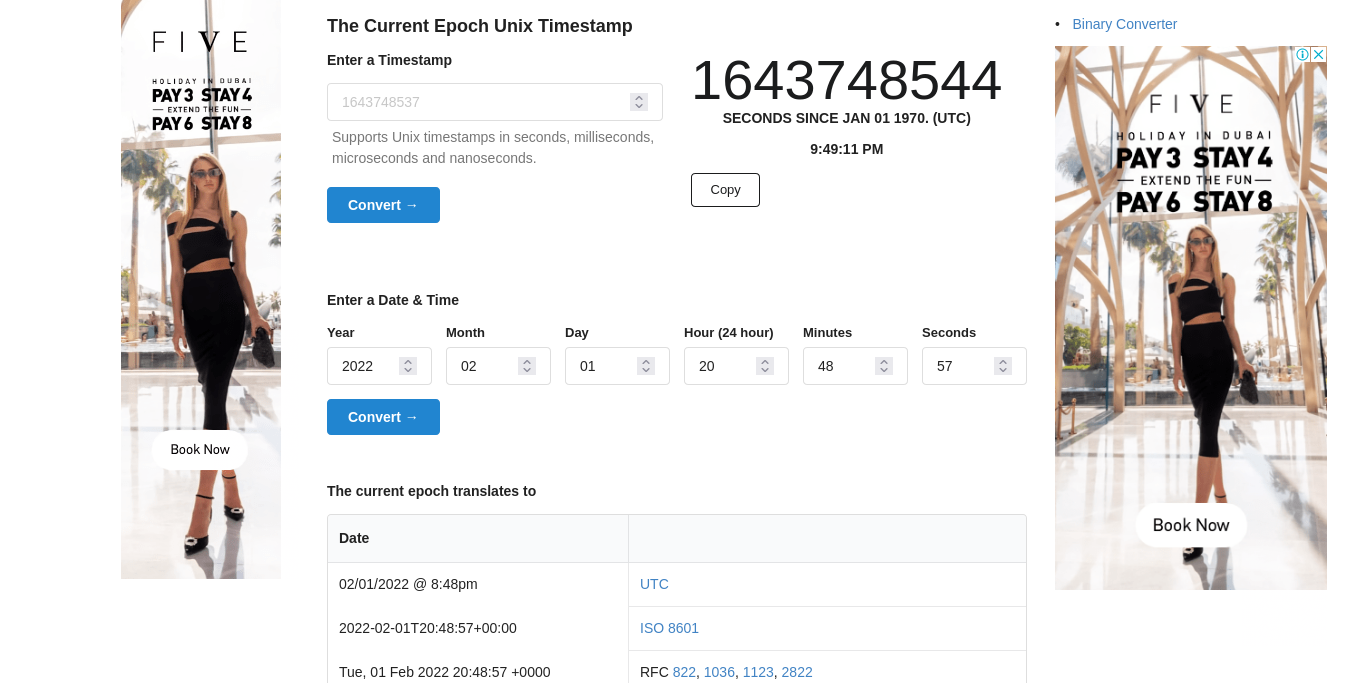 FIVE
HOLIDAY IN DUBAI
PAY 3 STAY 4
EXTEND THE FUN
PAY 6 STAY 8
Book Now
The Current Epoch Unix Timestamp
Enter a Timestamp
1643748537
Supports Unix timestamps in seconds, milliseconds,
microseconds and nanoseconds.
Convert →
1643748544
SECONDS SINCE JAN 01 1970. (UTC)
9:49:11 PM
Copy
Enter a Date & Time
Year Month Day Hour (24 hour) Minutes Seconds
2022 02 01 20 48 57
Convert →
The current epoch translates to
Date
02/01/2022 @ 8:48pm UTC
2022-02-01T20:48:57+00:00 ISO 8601
Tue, 01 Feb 2022 20:48:57 +0000 RFC 822, 1036, 1123, 2822
• Binary Converter
FIVE
HOLIDAY IN DUBAI
PAY 3 STAY 4
EXTEND THE FUN
PAY 6 STAY 8
Book Now